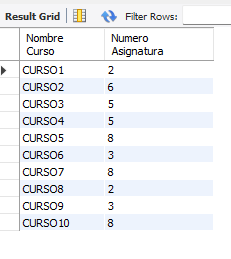 Result Grid Filter Rows:
Nombre Curso Numero Asignatura
CURSO1 2
CURSO2 6
CURSO3 5
CURSO4 5
CURSO5 8
CURSO6 3
CURSO7 8
CURSO8 2
CURSO9 3
CURSO10 8